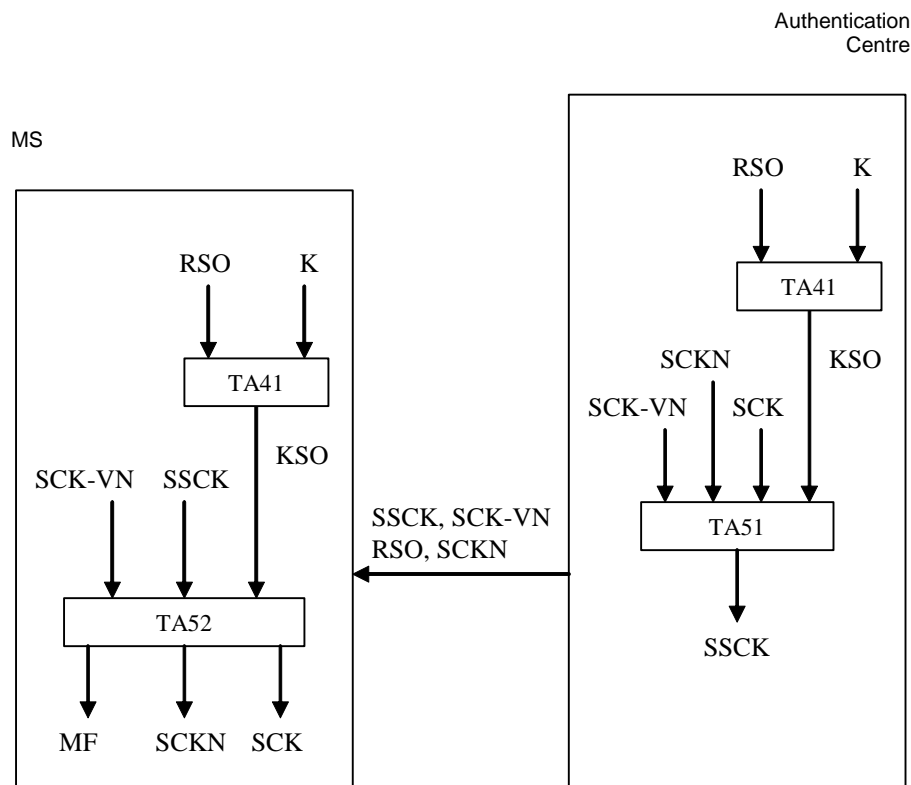 Authentication
Centre
MS
RSO K
TA41
KSO
SCK-VN SSCK
TA52
MF SCKN SCK
SSCK, SCK-VN
RSO, SCKN
RSO K
TA41
KSO
SCKN
SCK-VN SCK
TA51
SSCK